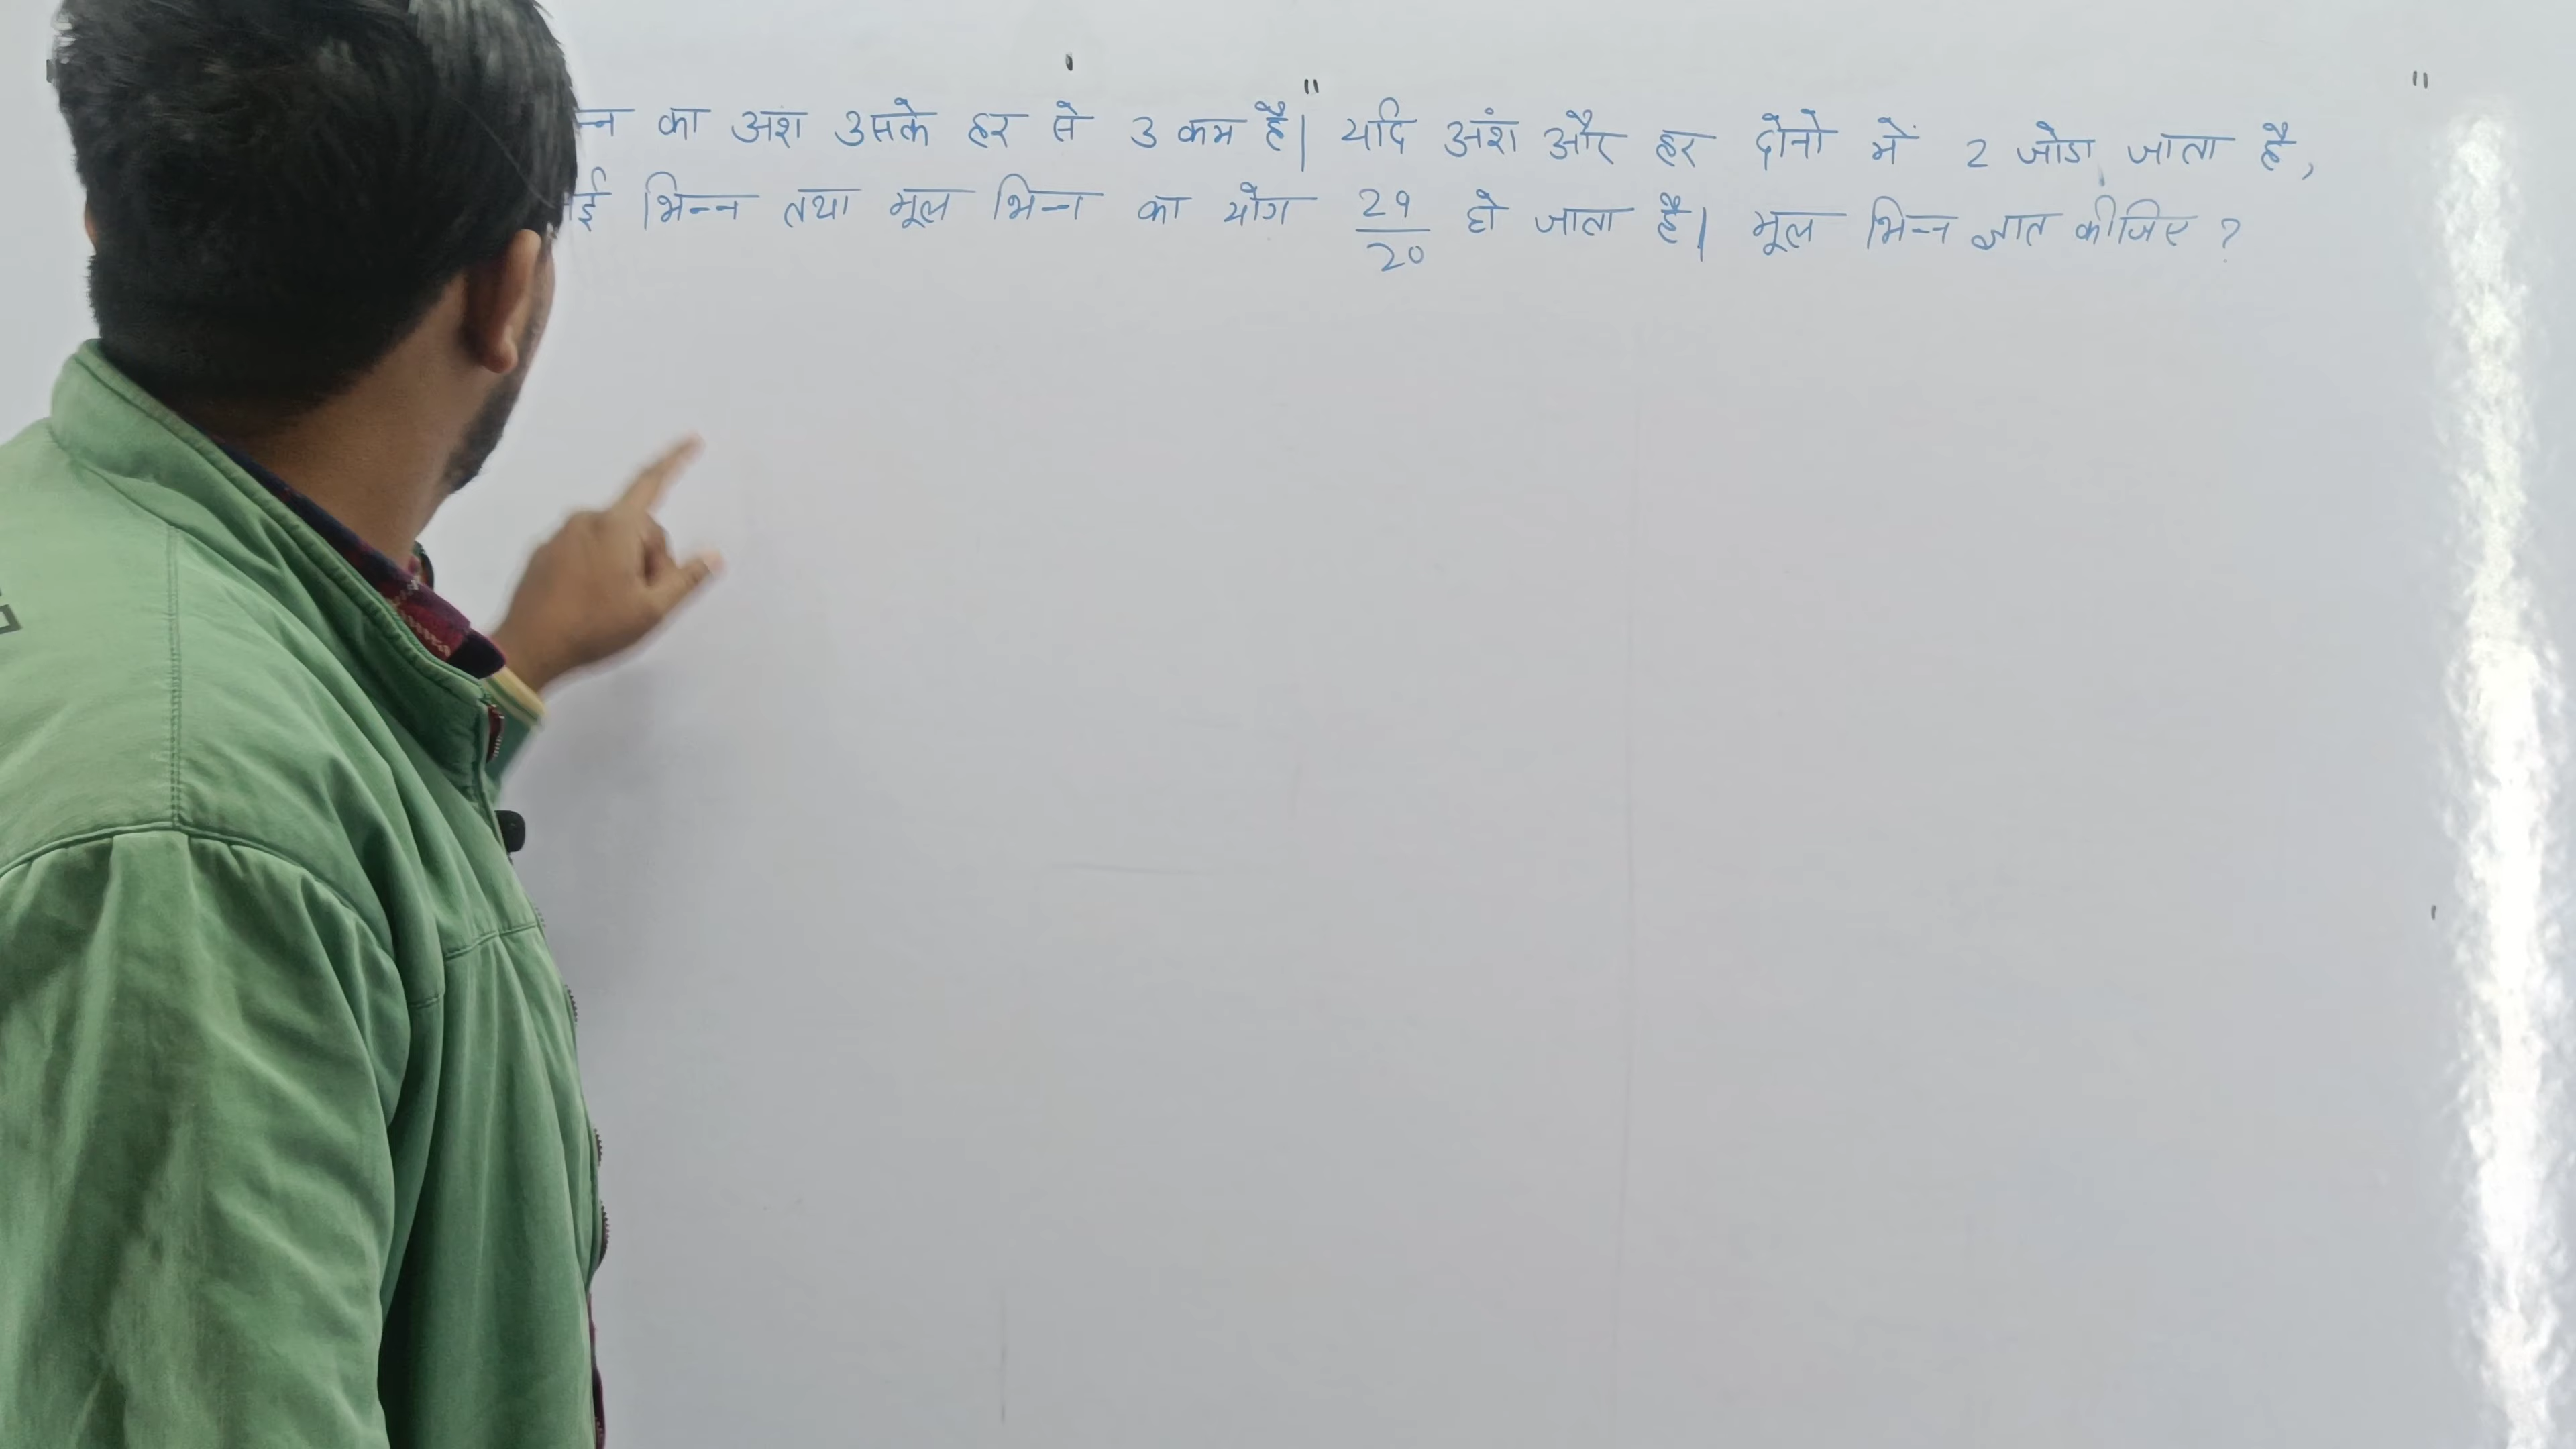 का अंश उसके हर से 3 कम है| यदि अंश और हर दोनो में 2 जोडा जाता है,
भिन्न तथा मूल भिन्न का योग 29/20 हो जाता है| मूल भिन्न ज्ञात कीजिए ?